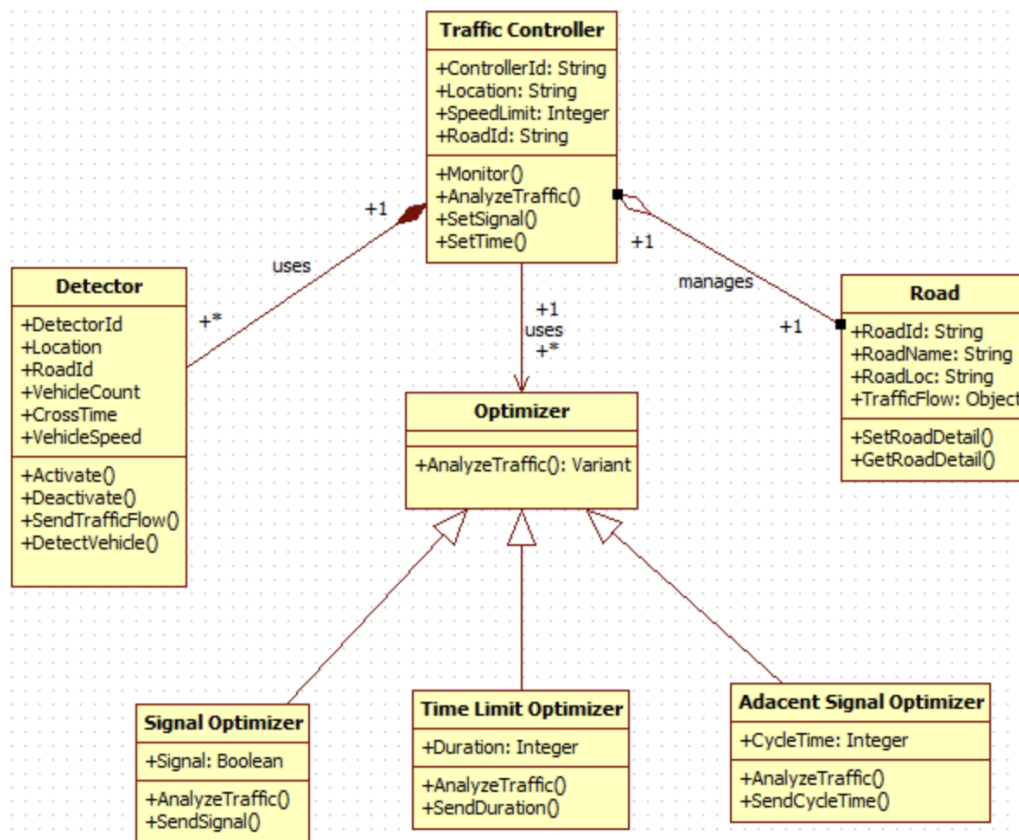 Traffic Controller
+ControllerId: String
+Location: String
+SpeedLimit: Integer
+RoadId: String
+Monitor()
+AnalyzeTraffic()
+SetSignal()
+SetTime()
+1
uses
+*
Detector
+DetectorId
+Location
+RoadId
+VehicleCount
+CrossTime
+VehicleSpeed
+Activate()
+Deactivate()
+SendTrafficFlow()
+DetectVehicle()
+1
uses
+*
+1
manages
+1
Road
+RoadId: String
+RoadName: String
+RoadLoc: String
+TrafficFlow: Object
+SetRoadDetail()
+GetRoadDetail()
Optimizer
+AnalyzeTraffic(): Variant
Signal Optimizer
+Signal: Boolean
+AnalyzeTraffic()
+SendSignal()
Time Limit Optimizer
+Duration: Integer
+AnalyzeTraffic()
+SendDuration()
Adacent Signal Optimizer
+CycleTime: Integer
+AnalyzeTraffic()
+SendCycleTime()